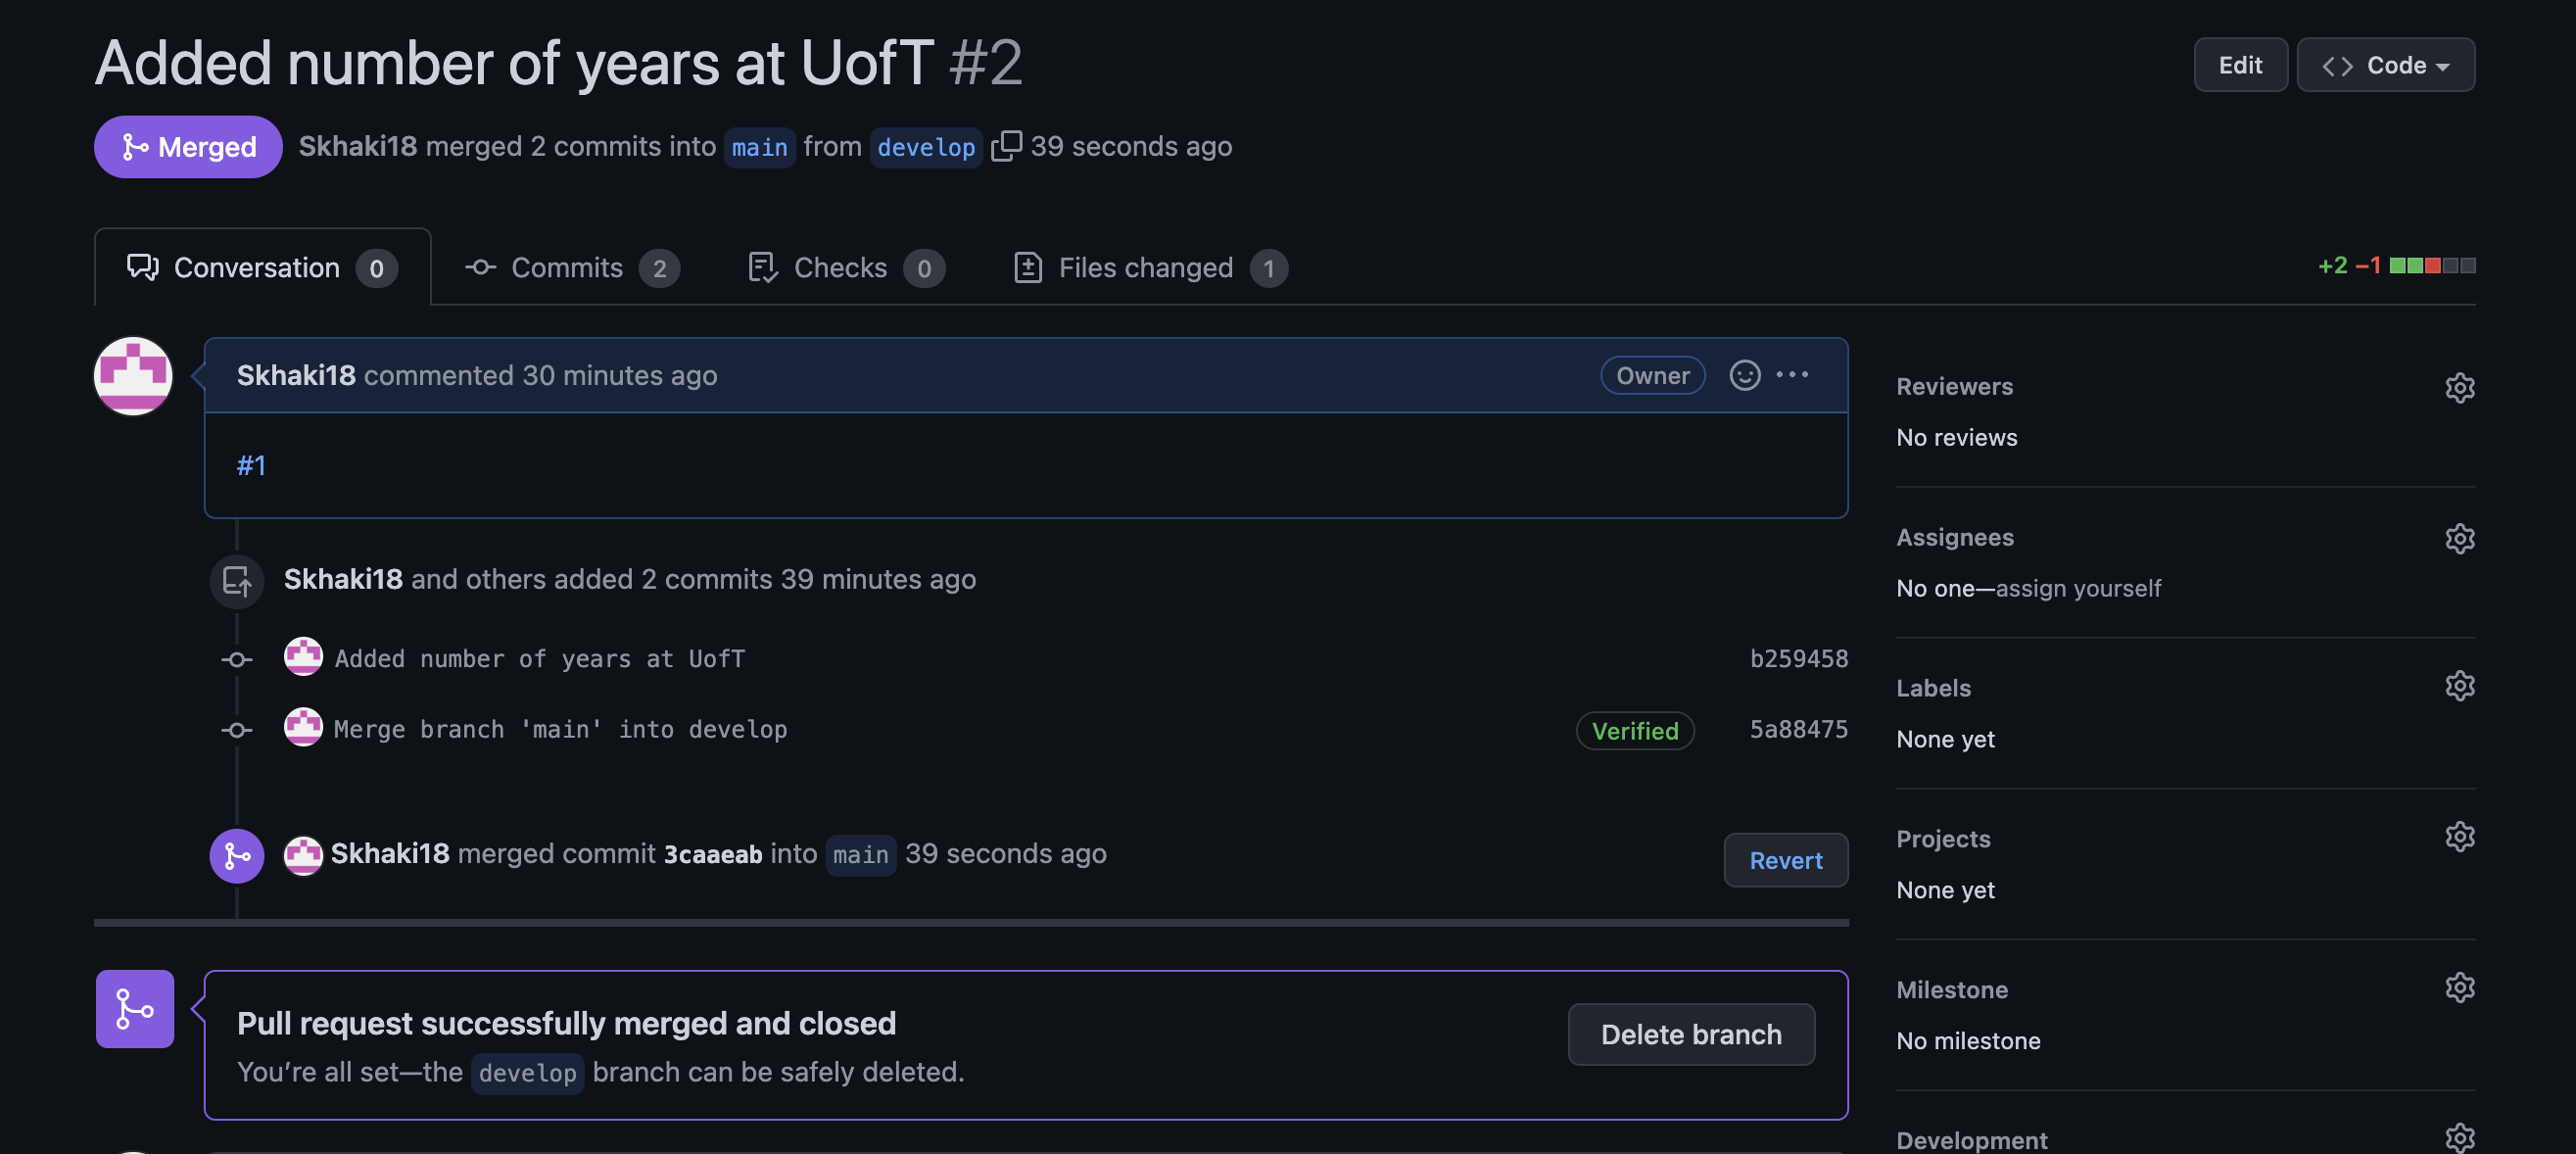 Added number of years at UofT #2
Edit
Code
Merged
Skhaki18 merged 2 commits into main from develop 39 seconds ago
Conversation 0
Commits 2
Checks 0
Files changed 1
+2 −1
Skhaki18 commented 30 minutes ago
Owner
#1
Skhaki18 and others added 2 commits 39 minutes ago
Added number of years at UofT
b259458
Merge branch 'main' into develop
Verified
5a88475
Skhaki18 merged commit 3caaeab into main 39 seconds ago
Revert
Pull request successfully merged and closed
You’re all set—the develop branch can be safely deleted.
Delete branch
Reviewers
No reviews
Assignees
No one—assign yourself
Labels
None yet
Projects
None yet
Milestone
No milestone
Development